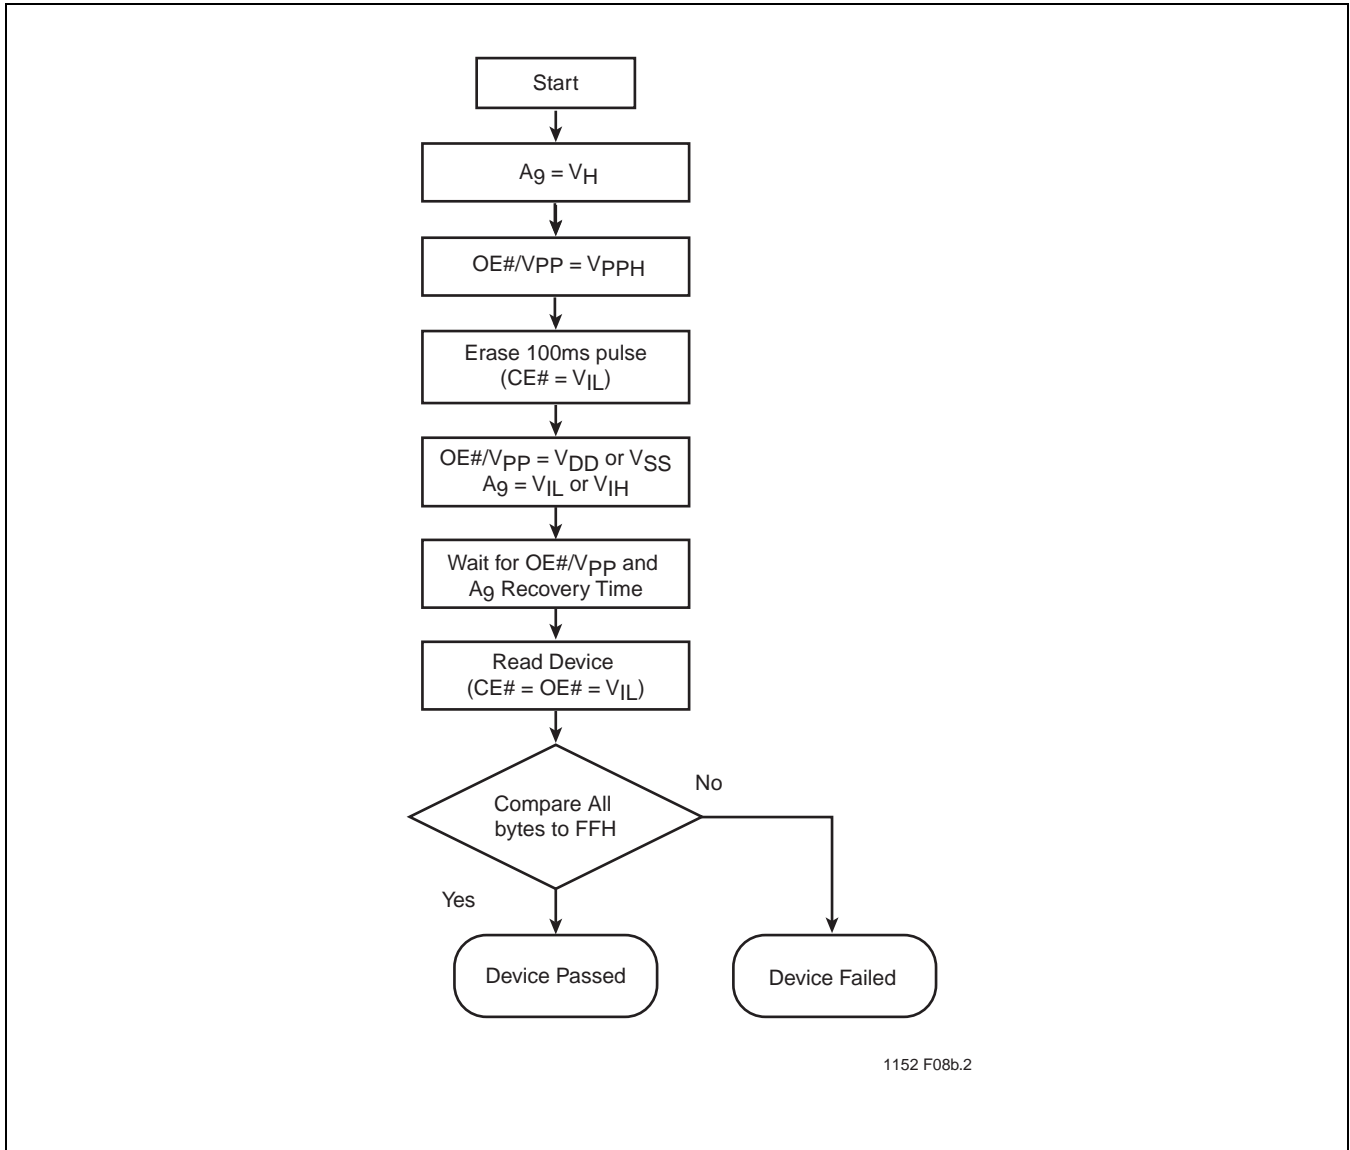 Start
A9 = VH
OE#/VPP = VPPH
Erase 100ms pulse
(CE# = VIL)
OE#/VPP = VDD or VSS
A9 = VIL or VIH
Wait for OE#/VPP and
A9 Recovery Time
Read Device
(CE# = OE# = VIL)
Compare All
bytes to FFH
No
Yes
Device Passed
Device Failed
1152 F08b.2